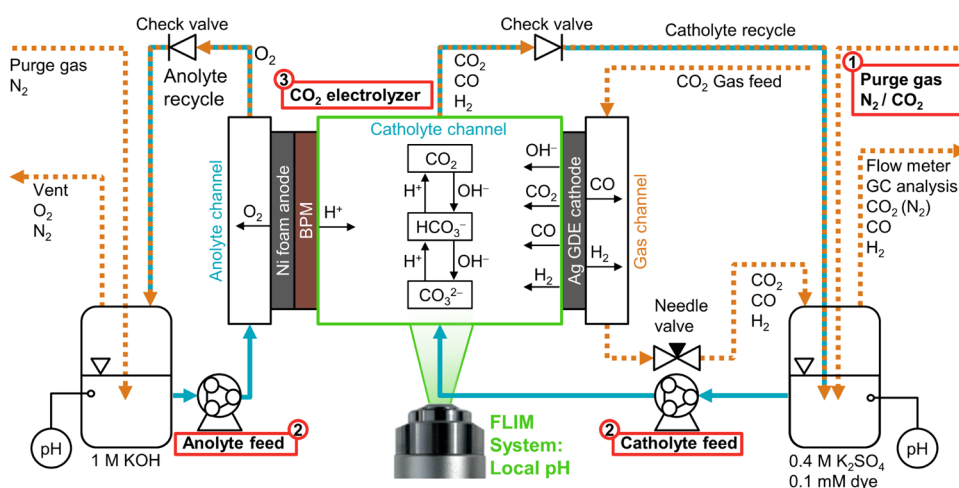 Check valve
O₂
Anolyte
recycle
Purge gas
N₂
Vent
O₂
N₂
3
CO₂ electrolyzer
CO₂
CO
H₂
Check valve
Catholyte recycle
CO₂ Gas feed
1
Purge gas
N₂ / CO₂
Flow meter
GC analysis
CO₂ (N₂)
CO
H₂
Anolyte channel
O₂
Ni foam anode
BPM
H⁺
Catholyte channel
CO₂
H⁺
OH⁻
HCO₃⁻
H⁺
OH⁻
CO₃²⁻
OH⁻
CO₂
CO
H₂
Ag GDE cathode
CO
H₂
Gas channel
Needle
valve
CO₂
CO
H₂
pH
1 M KOH
2
Anolyte feed
FLIM
System:
Local pH
2
Catholyte feed
0.4 M K₂SO₄
0.1 mM dye
pH